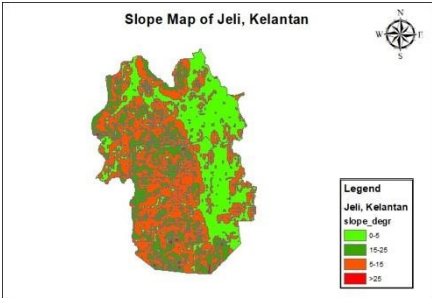 Slope Map of Jeli, Kelantan
N
W E
S
Legend
Jeli, Kelantan
slope_degr
0-5
15-25
5-15
>25